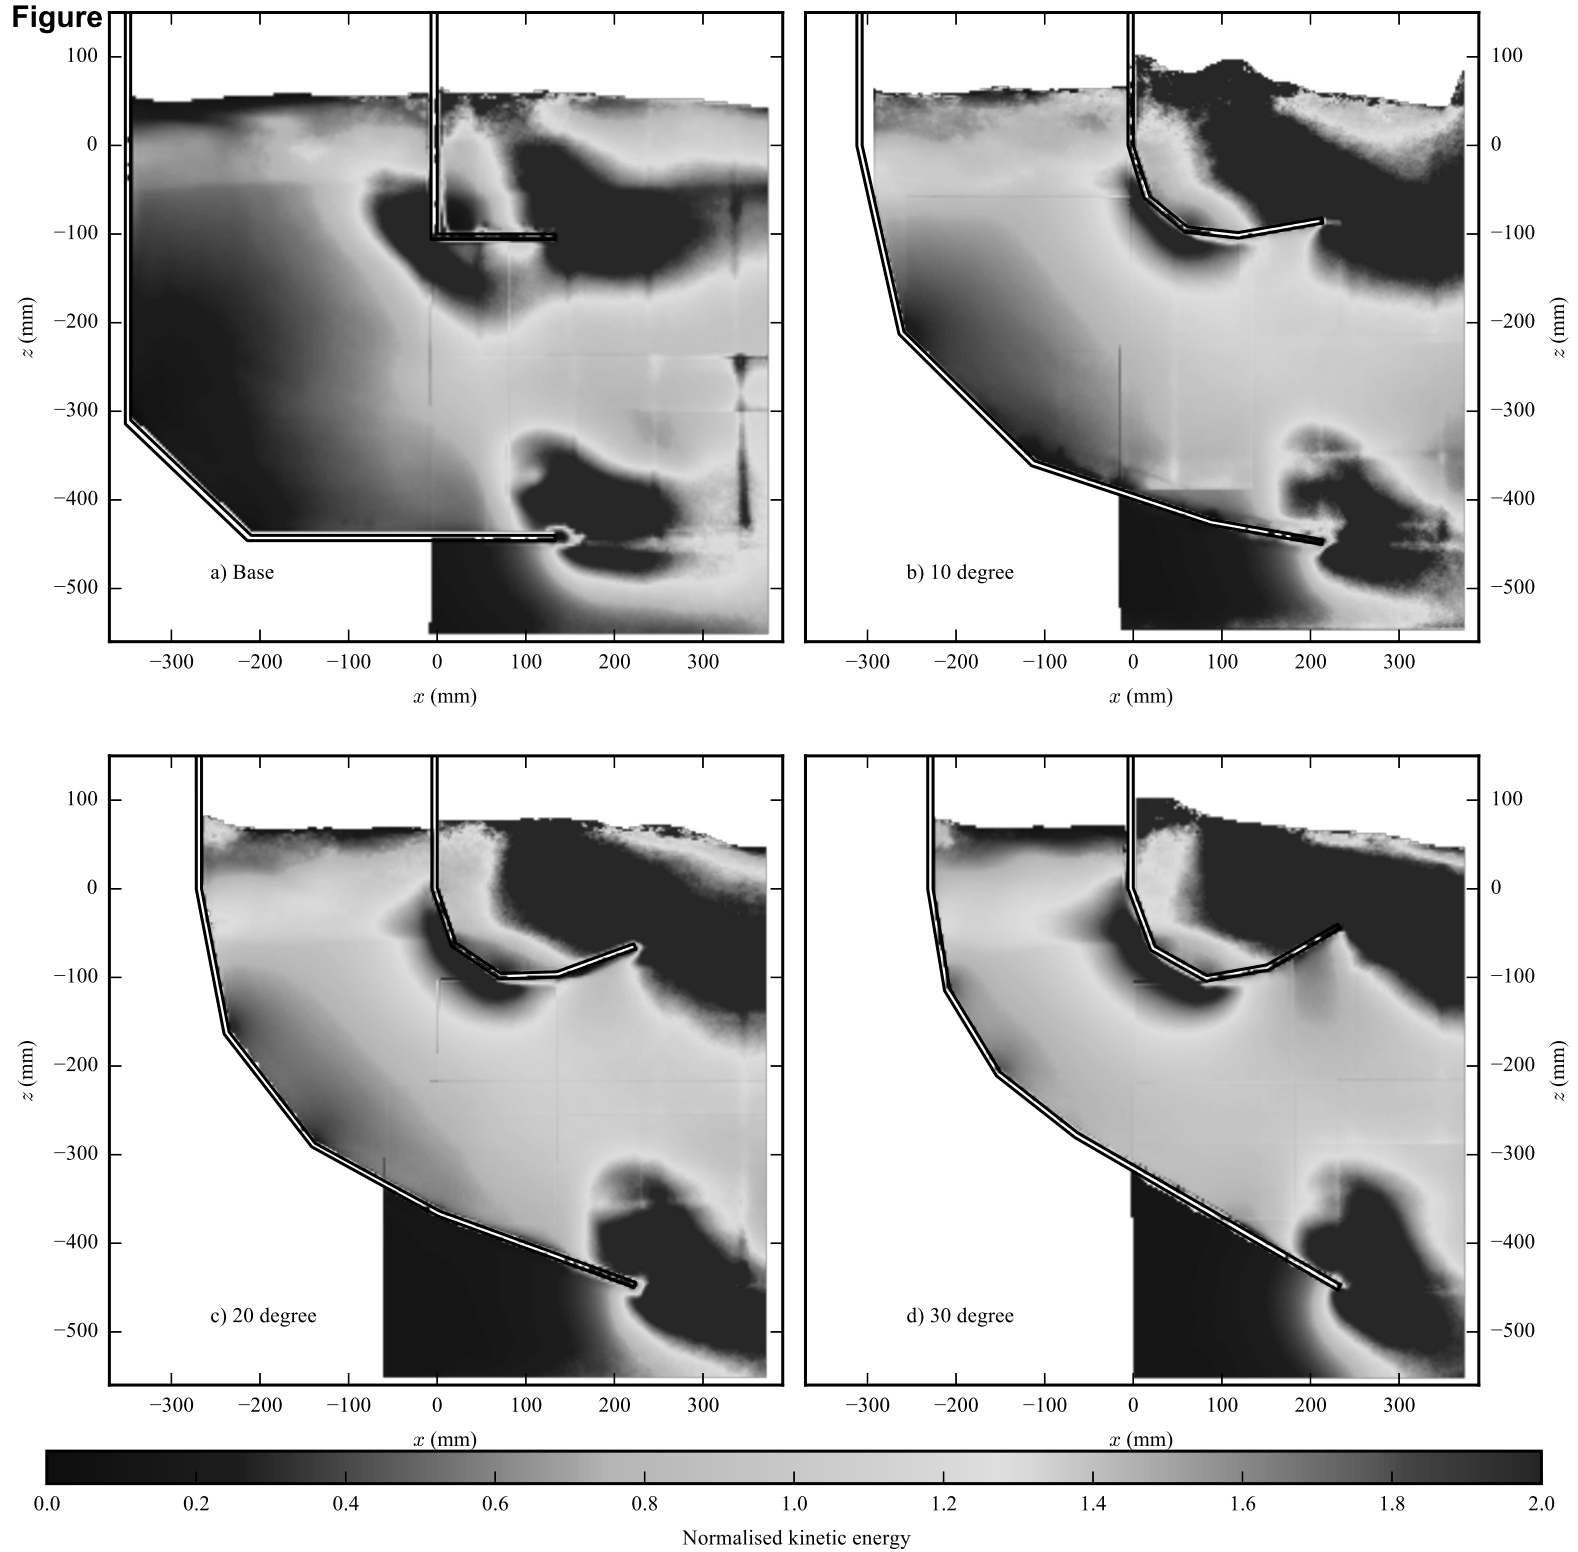 Figure
100
0
−100
−200
−300
−400
−500
z (mm)
a) Base
−300 −200 −100 0 100 200 300
x (mm)
100
0
−100
−200
−300
−400
−500
z (mm)
b) 10 degree
−300 −200 −100 0 100 200 300
x (mm)
100
0
−100
−200
−300
−400
−500
z (mm)
c) 20 degree
−300 −200 −100 0 100 200 300
x (mm)
100
0
−100
−200
−300
−400
−500
z (mm)
d) 30 degree
−300 −200 −100 0 100 200 300
x (mm)
0.0 0.2 0.4 0.6 0.8 1.0 1.2 1.4 1.6 1.8 2.0
Normalised kinetic energy